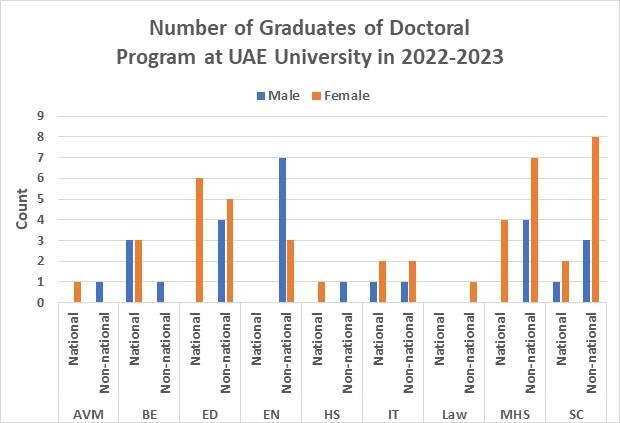 Number of Graduates of Doctoral
Program at UAE University in 2022-2023
Male Female
9
8
7
6
5
4
3
2
1
0
Count
National Non-national National Non-national National Non-national National Non-national National Non-national National Non-national National Non-national National Non-national National Non-national
AVM BE ED EN HS IT Law MHS SC